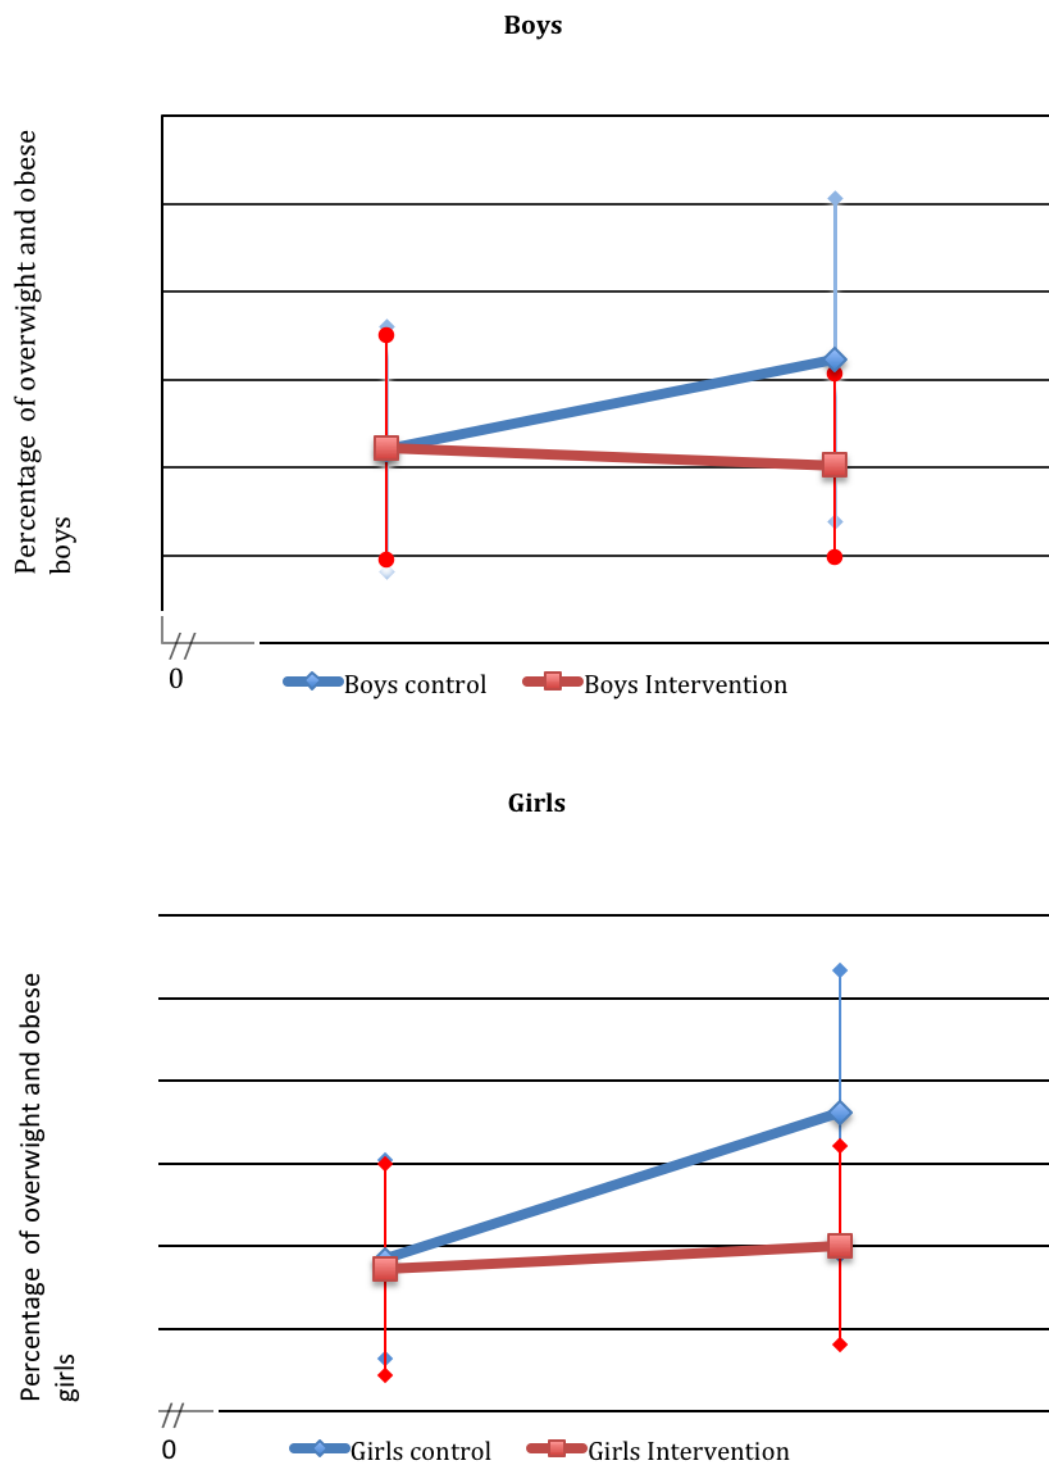 Boys
Percentage of overwight and obese
boys
0
Boys control Boys Intervention
Girls
Percentage of overwight and obese
girls
0
Girls control Girls Intervention